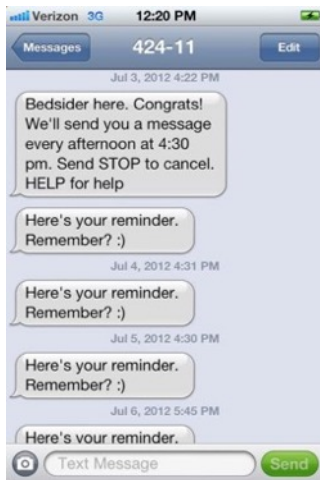 Verizon 3G 12:20 PM
Messages 424-11 Edit
Jul 3, 2012 4:22 PM
Bedsider here. Congrats!
We'll send you a message
every afternoon at 4:30
pm. Send STOP to cancel.
HELP for help
Here's your reminder.
Remember? :)
Jul 4, 2012 4:31 PM
Here's your reminder.
Remember? :)
Jul 5, 2012 4:30 PM
Here's your reminder.
Remember? :)
Jul 6, 2012 5:45 PM
Here's your reminder.
Text Message Send